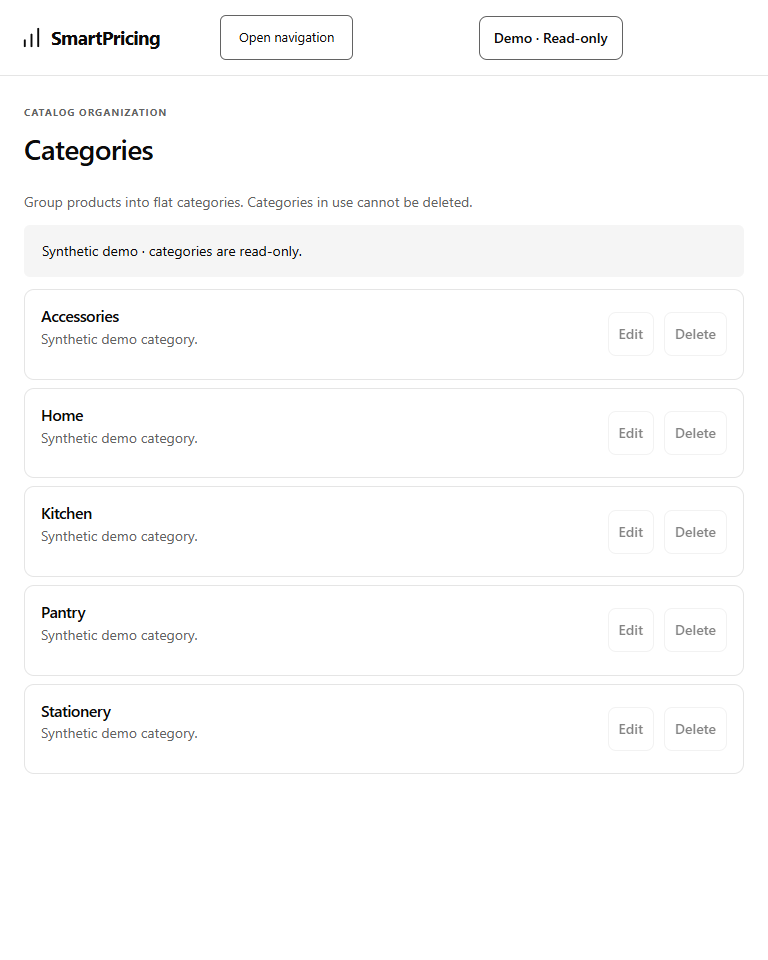 SmartPricing
Open navigation
Demo · Read-only
CATALOG ORGANIZATION
Categories
Group products into flat categories. Categories in use cannot be deleted.
Synthetic demo · categories are read-only.
Accessories
Synthetic demo category.
Edit
Delete
Home
Synthetic demo category.
Edit
Delete
Kitchen
Synthetic demo category.
Edit
Delete
Pantry
Synthetic demo category.
Edit
Delete
Stationery
Synthetic demo category.
Edit
Delete